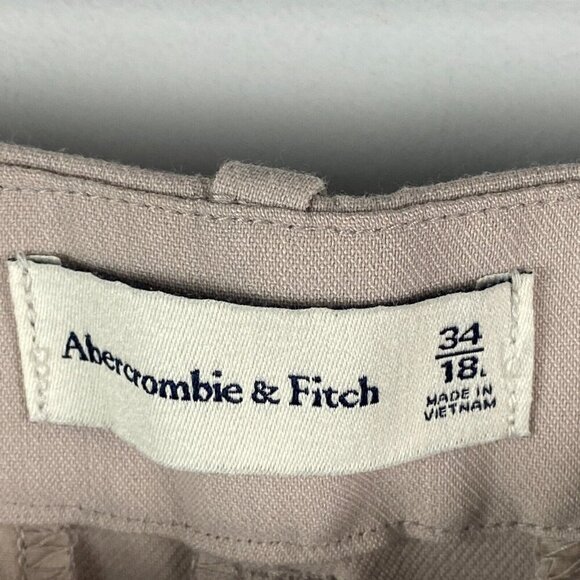 Abercrombie & Fitch
34
18L
MADE IN
VIETNAM